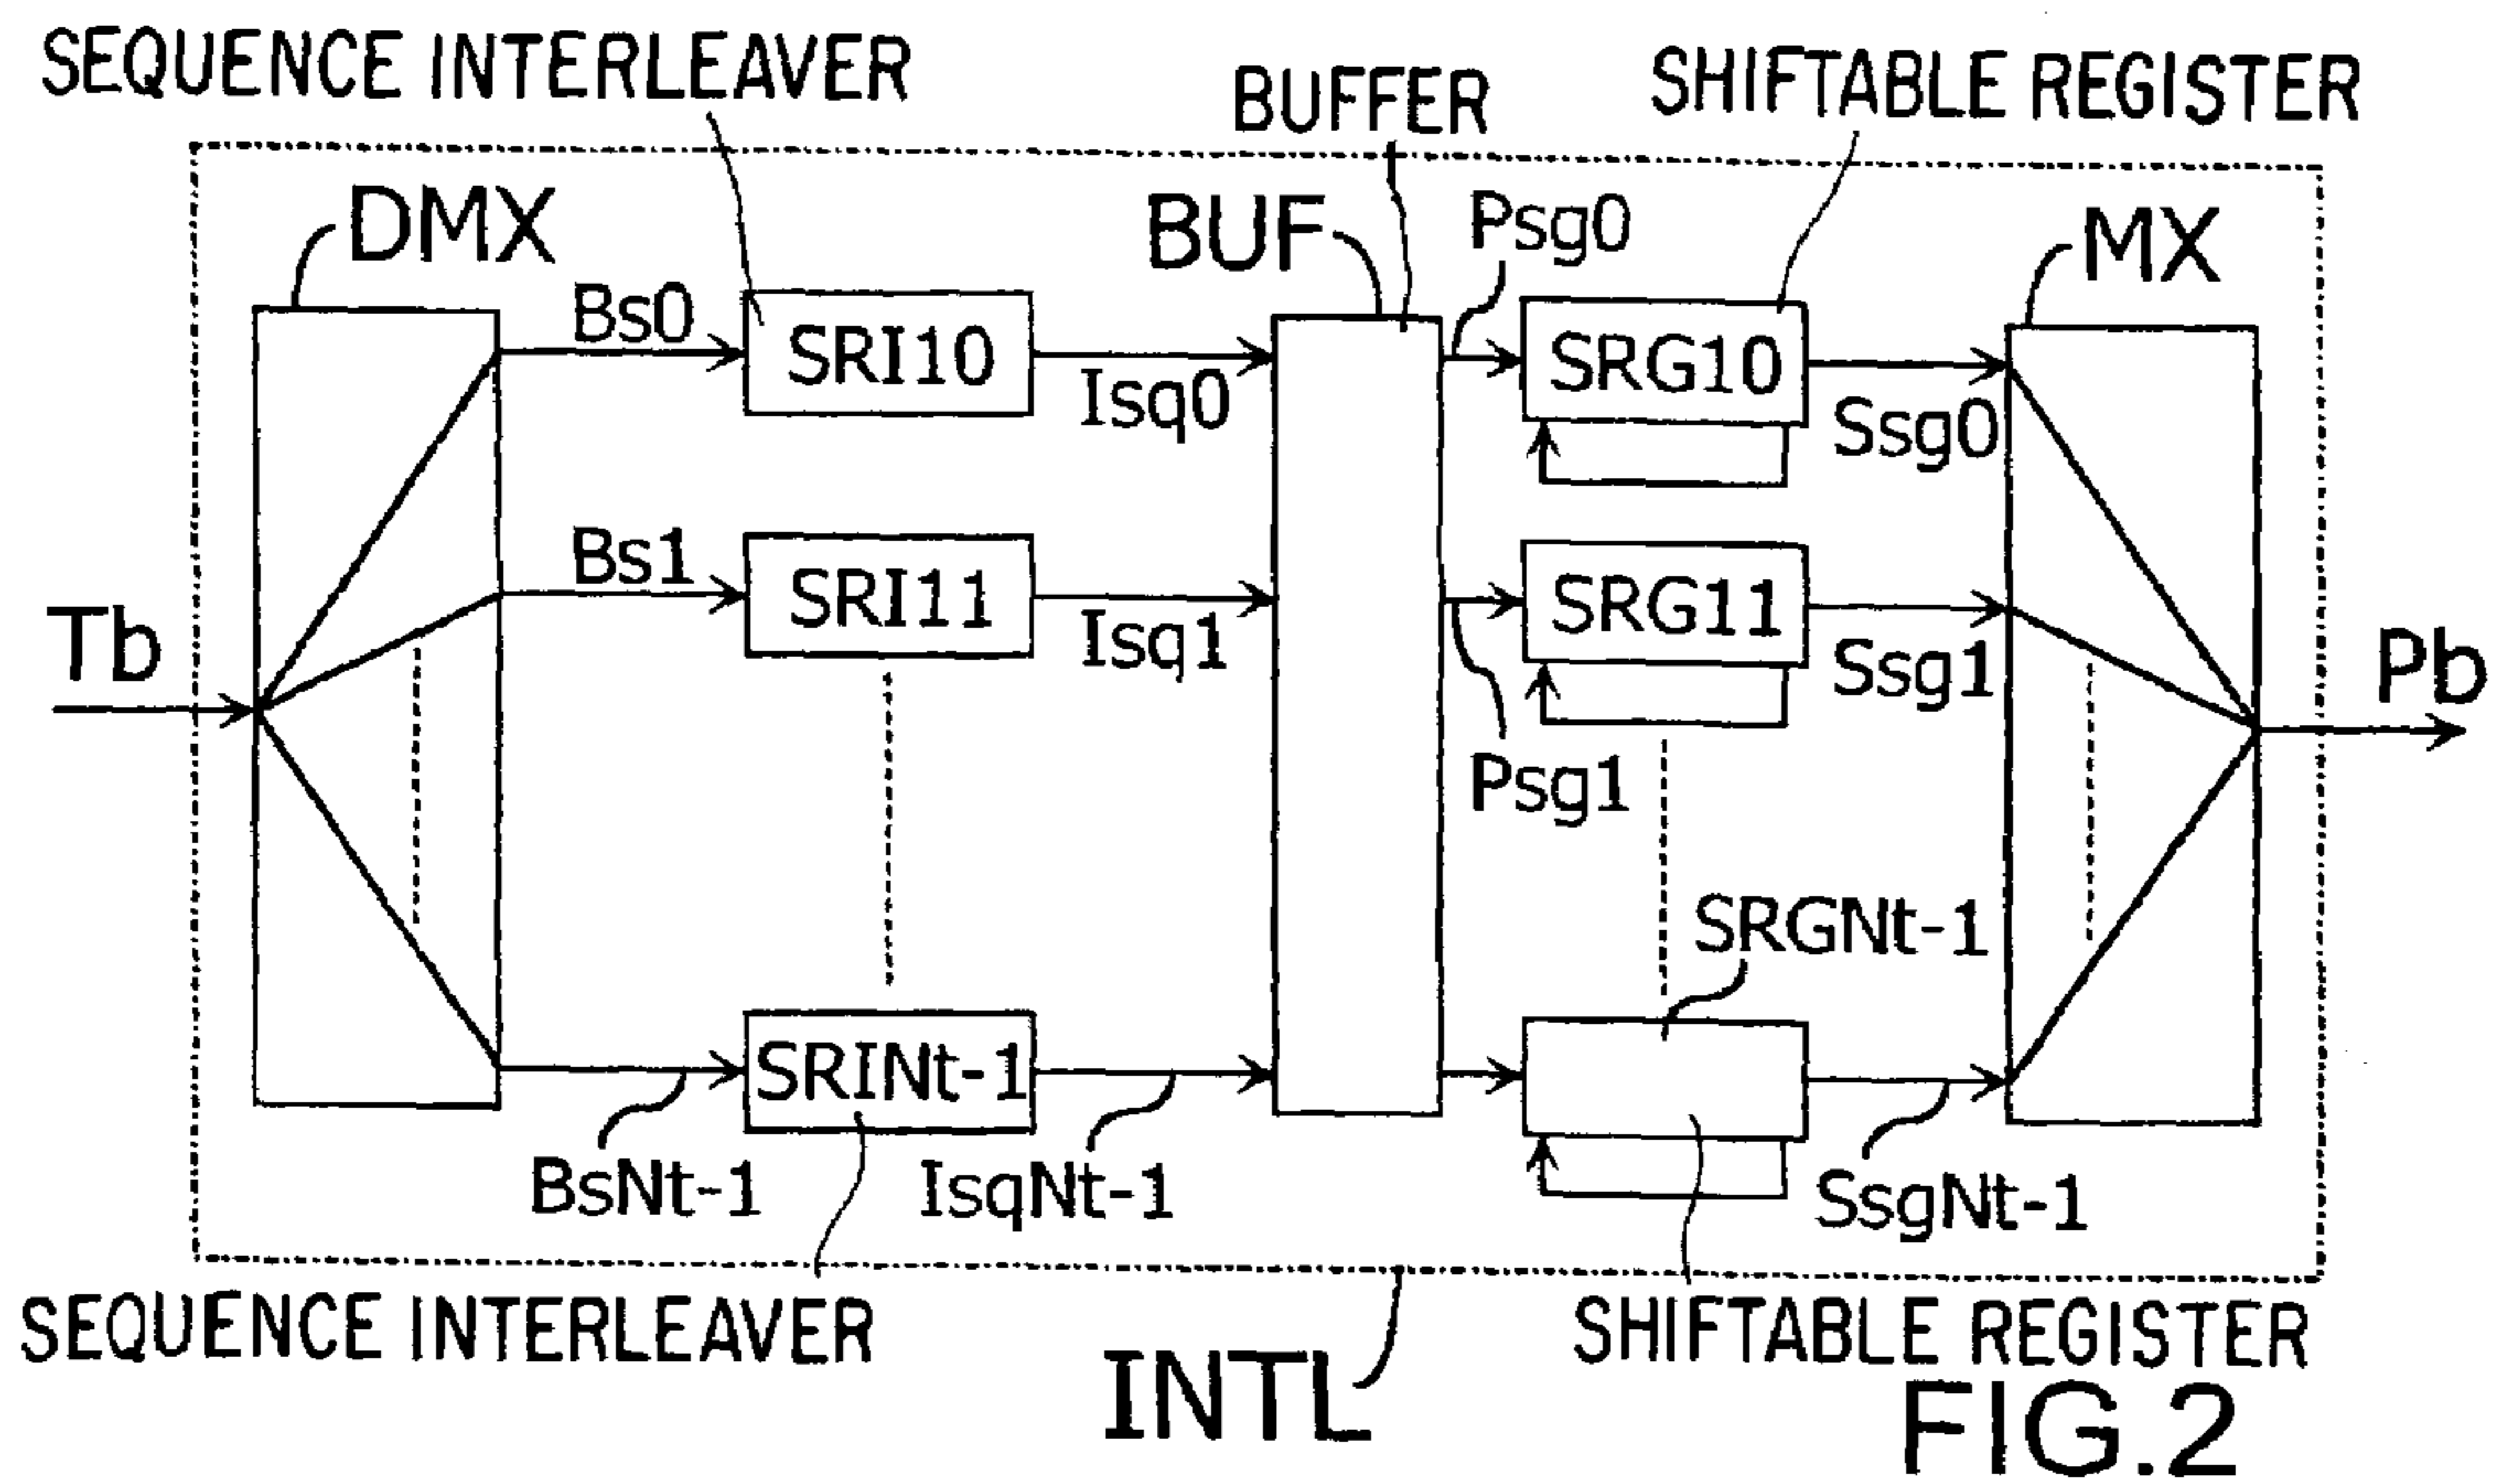 SEQUENCE INTERLEAVER
BUFFER
SHIFTABLE REGISTER
DMX
BUF
Psg0
MX
Bs0
SRI10
Isq0
SRG10
Ssg0
Bs1
SRI11
Isq1
SRG11
Ssg1
Tb
Pb
Psg1
SRGNt-1
SRINt-1
BsNt-1
IsqNt-1
SsgNt-1
SEQUENCE INTERLEAVER
SHIFTABLE REGISTER
INTL
FIG.2